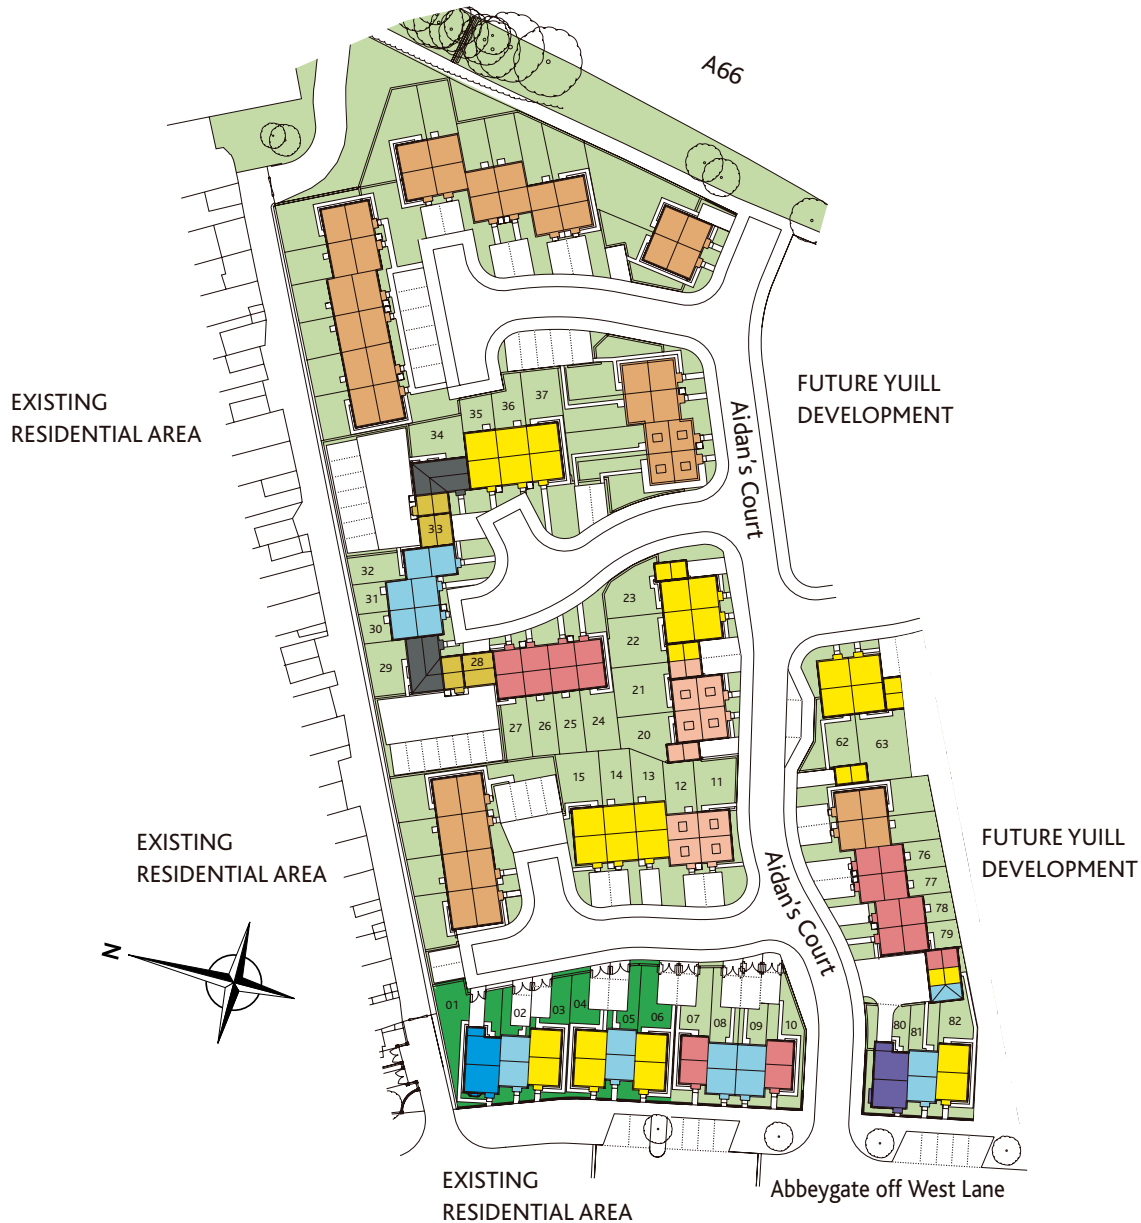 A66
EXISTING
RESIDENTIAL AREA
FUTURE YUILL
DEVELOPMENT
Aidan's Court
37
36
35
34
33
32
31
30
29
28
27
26
25
24
23
22
21
20
15
14
13
12
11
62
63
EXISTING
RESIDENTIAL AREA
FUTURE YUILL
DEVELOPMENT
Aidan's Court
76
77
78
79
N
01
02
03
04
05
06
07
08
09
10
80
81
82
EXISTING
RESIDENTIAL AREA
Abbeygate off West Lane